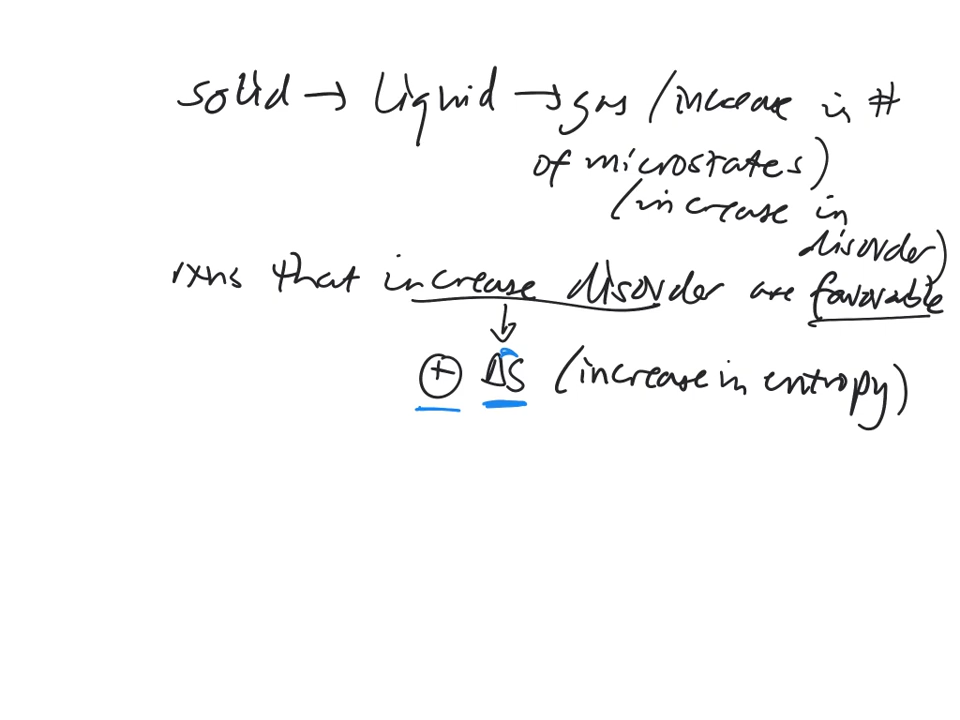 solid → liquid → gas (increase in #
of microstates)
(increase in
disorder)
rxns that increase disorder are favorable
↓
⊕ ΔS (increase in entropy)